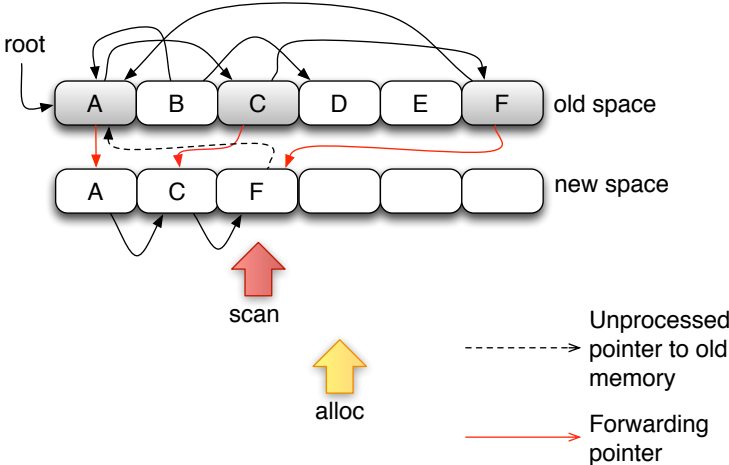 root
A B C D E F
old space
A C F
new space
scan
alloc
Unprocessed
pointer to old
memory
Forwarding
pointer